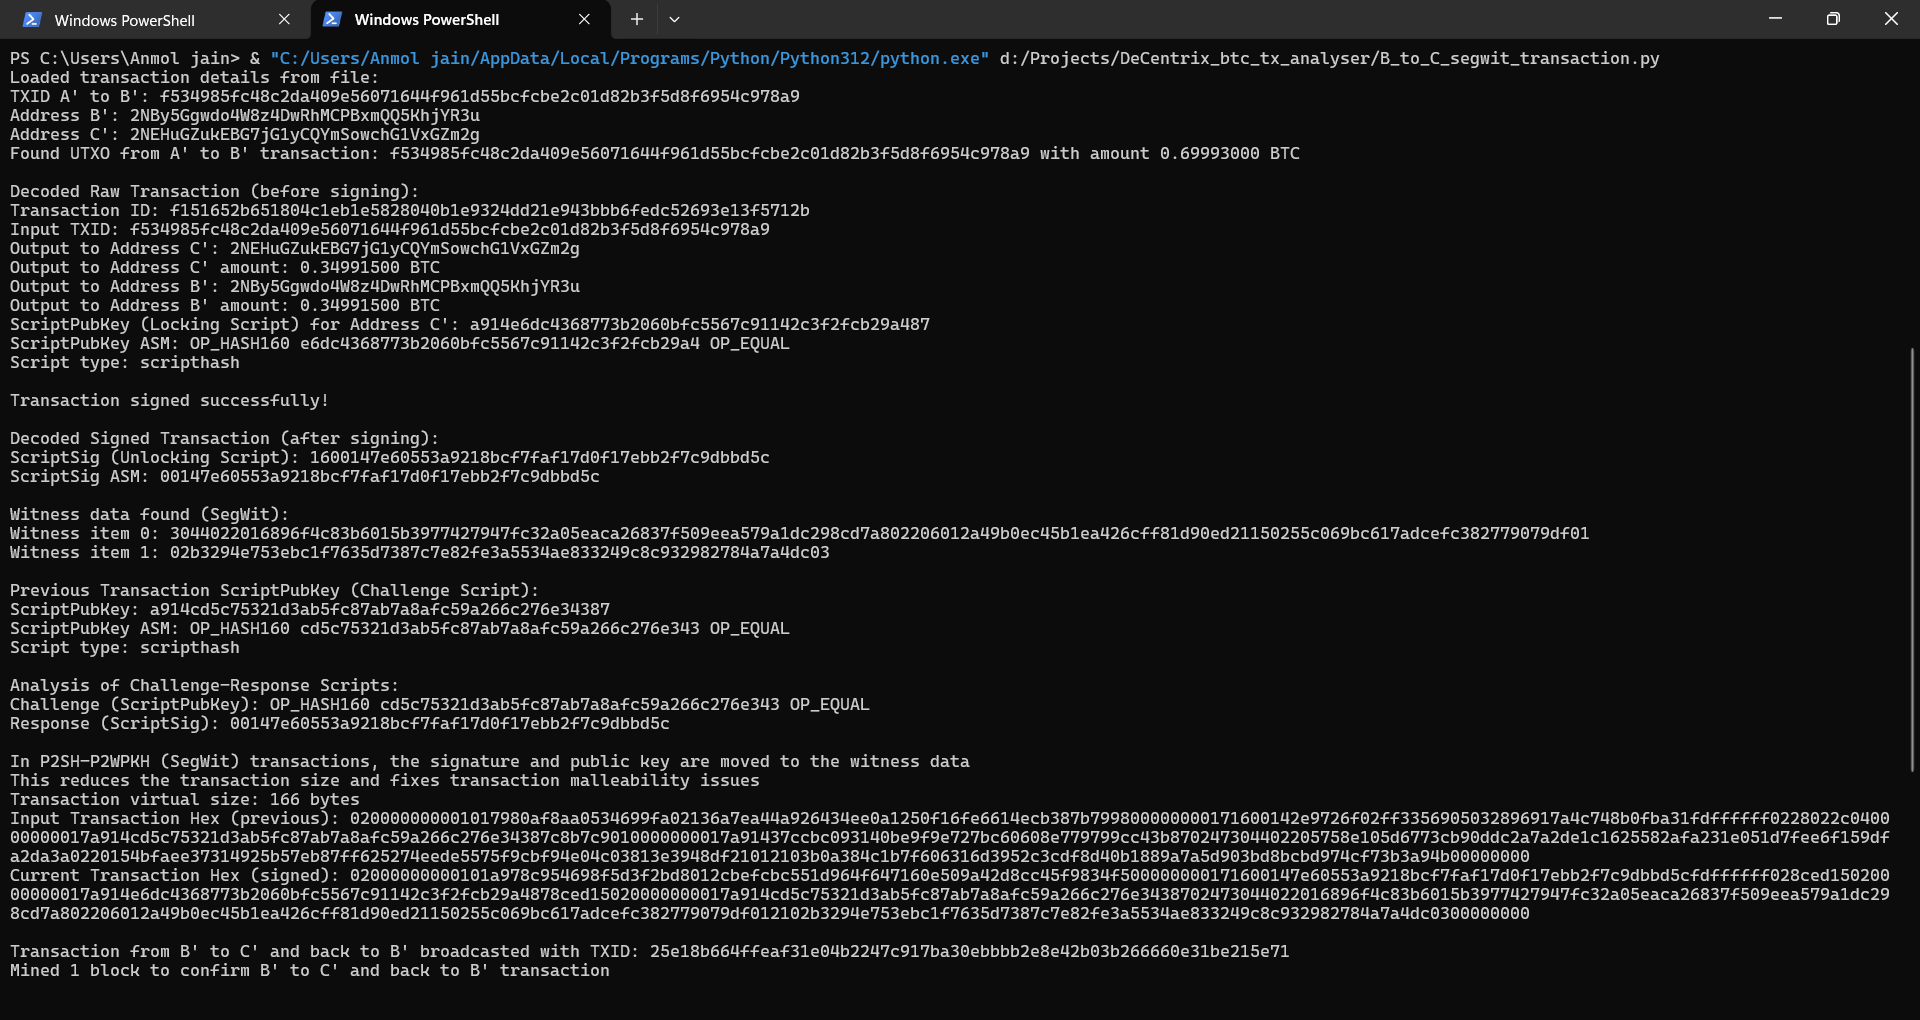 Windows PowerShell
Windows PowerShell
PS C:\Users\Anmol jain> & "C:/Users/Anmol jain/AppData/Local/Programs/Python/Python312/python.exe" d:/Projects/DeCentrix_btc_tx_analyser/B_to_C_segwit_transaction.py
Loaded transaction details from file:
TXID A' to B': f534985fc48c2da409e56071644f961d55bcfcbe2c01d82b3f5d8f6954c978a9
Address B': 2NBy5Ggwdo4W8z4DwRhMCPBxmQQ5KhjYR3u
Address C': 2NEHuGZukEBG7jG1yCQYmSowchG1VxGZm2g
Found UTXO from A' to B' transaction: f534985fc48c2da409e56071644f961d55bcfcbe2c01d82b3f5d8f6954c978a9 with amount 0.69993000 BTC
Decoded Raw Transaction (before signing):
Transaction ID: f151652b651804c1eb1e5828040b1e9324dd21e943bbb6fedc52693e13f5712b
Input TXID: f534985fc48c2da409e56071644f961d55bcfcbe2c01d82b3f5d8f6954c978a9
Output to Address C': 2NEHuGZukEBG7jG1yCQYmSowchG1VxGZm2g
Output to Address C' amount: 0.34991500 BTC
Output to Address B': 2NBy5Ggwdo4W8z4DwRhMCPBxmQQ5KhjYR3u
Output to Address B' amount: 0.34991500 BTC
ScriptPubKey (Locking Script) for Address C': a914e6dc4368773b2060bfc5567c91142c3f2fcb29a487
ScriptPubKey ASM: OP_HASH160 e6dc4368773b2060bfc5567c91142c3f2fcb29a4 OP_EQUAL
Script type: scripthash
Transaction signed successfully!
Decoded Signed Transaction (after signing):
ScriptSig (Unlocking Script): 1600147e60553a9218bcf7faf17d0f17ebb2f7c9dbbd5c
ScriptSig ASM: 00147e60553a9218bcf7faf17d0f17ebb2f7c9dbbd5c
Witness data found (SegWit):
Witness item 0: 3044022016896f4c83b6015b3977427947fc32a05eaca26837f509eea579a1dc298cd7a802206012a49b0ec45b1ea426cff81d90ed21150255c069bc617adcefc382779079df01
Witness item 1: 02b3294e753ebc1f7635d7387c7e82fe3a5534ae833249c8c932982784a7a4dc03
Previous Transaction ScriptPubKey (Challenge Script):
ScriptPubKey: a914cd5c75321d3ab5fc87ab7a8afc59a266c276e34387
ScriptPubKey ASM: OP_HASH160 cd5c75321d3ab5fc87ab7a8afc59a266c276e343 OP_EQUAL
Script type: scripthash
Analysis of Challenge-Response Scripts:
Challenge (ScriptPubKey): OP_HASH160 cd5c75321d3ab5fc87ab7a8afc59a266c276e343 OP_EQUAL
Response (ScriptSig): 00147e60553a9218bcf7faf17d0f17ebb2f7c9dbbd5c
In P2SH-P2WPKH (SegWit) transactions, the signature and public key are moved to the witness data
This reduces the transaction size and fixes transaction malleability issues
Transaction virtual size: 166 bytes
Input Transaction Hex (previous): 020000000001017980af8aa0534699fa02136a7ea44a926434ee0a1250f16fe6614ecb387b79980000000001716001​42e9726f02ff3356905032896917a4c748b0fba31fdffffff0228022c0400
00000017a914cd5c75321d3ab5fc87ab7a8afc59a266c276e34387c8b7c9010000000017a91437ccbc093140be9f9e727bc60608e779799cc43b870247304402205758e105d6773cb90ddc2a7a2de1c1625582afa231e051d7fee6f159df
a2da3a0220154bfaee37314925b57eb87ff625274eede5575f9cbf94e04c03813e3948df21012103b0a384c1b7f606316d3952c3cdf8d40b1889a7a5d903bd8bcbd974cf73b3a94b00000000
Current Transaction Hex (signed): 02000000000101a978c954698f5d3f2bd8012cbefcbc551d964f647160e509a42d8cc45f9834f500000000171600147e60553a9218bcf7faf17d0f17ebb2f7c9dbbd5cfdffffff028ced150200
00000017a914e6dc4368773b2060bfc5567c91142c3f2fcb29a4878ced15020000000017a914cd5c75321d3ab5fc87ab7a8afc59a266c276e3438702473044022016896f4c83b6015b3977427947fc32a05eaca26837f509eea579a1dc29
8cd7a802206012a49b0ec45b1ea426cff81d90ed21150255c069bc617adcefc382779079df012102b3294e753ebc1f7635d7387c7e82fe3a5534ae833249c8c932982784a7a4dc0300000000
Transaction from B' to C' and back to B' broadcasted with TXID: 25e18b664ffeaf31e04b2247c917ba30ebbbb2e8e42b03b266660e31be215e71
Mined 1 block to confirm B' to C' and back to B' transaction